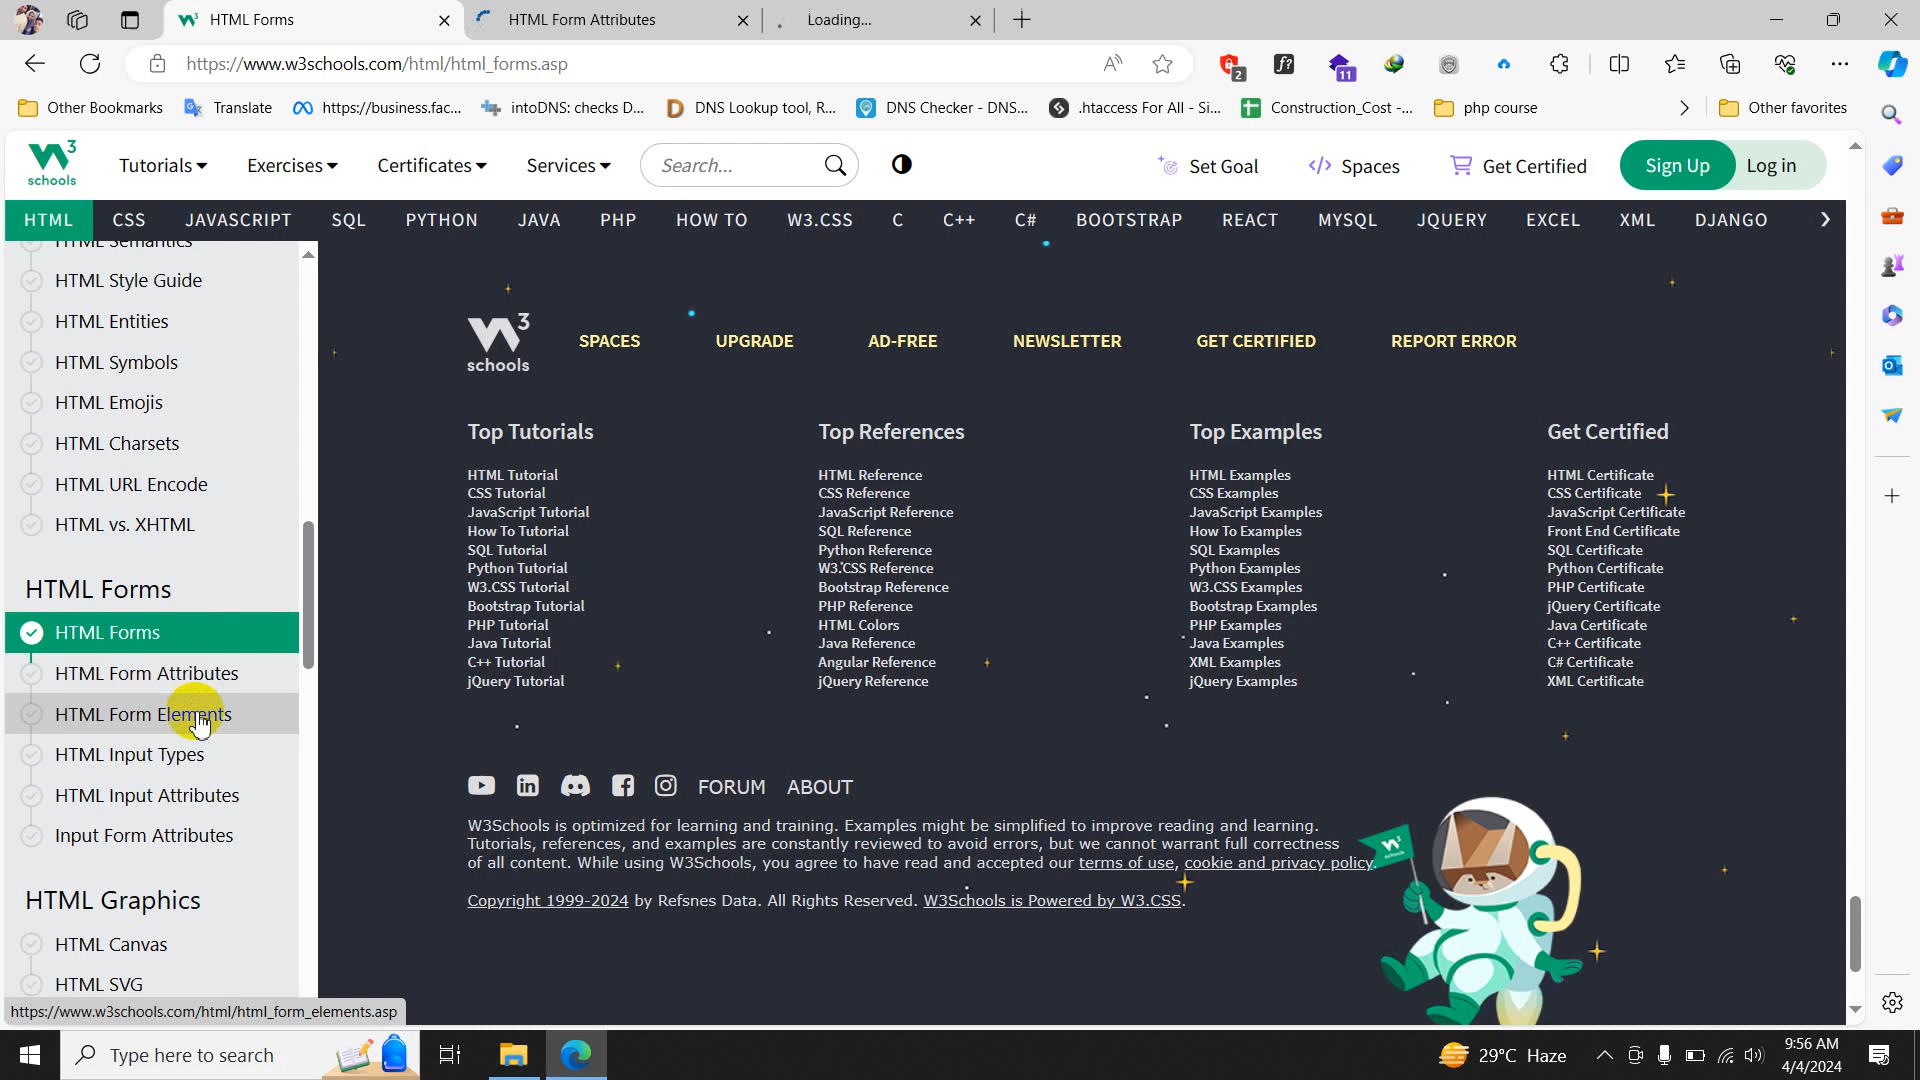 HTML Forms
HTML Form Attributes
Loading...
https://www.w3schools.com/html/html_forms.asp
2
f?
11
Other Bookmarks
Translate
https://business.fac...
intoDNS: checks D...
DNS Lookup tool, R...
DNS Checker - DNS...
.htaccess For All - Si...
Construction_Cost -...
php course
Other favorites
W3
schools
Tutorials
Exercises
Certificates
Services
Search...
Set Goal
Spaces
Get Certified
Sign Up
Log in
HTML
CSS
JAVASCRIPT
SQL
PYTHON
JAVA
PHP
HOW TO
W3.CSS
C
C++
C#
BOOTSTRAP
REACT
MYSQL
JQUERY
EXCEL
XML
DJANGO
HTML Semantics
HTML Style Guide
HTML Entities
HTML Symbols
HTML Emojis
HTML Charsets
HTML URL Encode
HTML vs. XHTML
HTML Forms
HTML Forms
HTML Form Attributes
HTML Form Elements
HTML Input Types
HTML Input Attributes
Input Form Attributes
HTML Graphics
HTML Canvas
HTML SVG
https://www.w3schools.com/html/html_form_elements.asp
W3
schools
SPACES
UPGRADE
AD-FREE
NEWSLETTER
GET CERTIFIED
REPORT ERROR
Top Tutorials
HTML Tutorial
CSS Tutorial
JavaScript Tutorial
How To Tutorial
SQL Tutorial
Python Tutorial
W3.CSS Tutorial
Bootstrap Tutorial
PHP Tutorial
Java Tutorial
C++ Tutorial
jQuery Tutorial
Top References
HTML Reference
CSS Reference
JavaScript Reference
SQL Reference
Python Reference
W3.CSS Reference
Bootstrap Reference
PHP Reference
HTML Colors
Java Reference
Angular Reference
jQuery Reference
Top Examples
HTML Examples
CSS Examples
JavaScript Examples
How To Examples
SQL Examples
Python Examples
W3.CSS Examples
Bootstrap Examples
PHP Examples
Java Examples
XML Examples
jQuery Examples
Get Certified
HTML Certificate
CSS Certificate
JavaScript Certificate
Front End Certificate
SQL Certificate
Python Certificate
PHP Certificate
jQuery Certificate
Java Certificate
C++ Certificate
C# Certificate
XML Certificate
FORUM
ABOUT
W3Schools is optimized for learning and training. Examples might be simplified to improve reading and learning.
Tutorials, references, and examples are constantly reviewed to avoid errors, but we cannot warrant full correctness
of all content. While using W3Schools, you agree to have read and accepted our terms of use, cookie and privacy policy.
Copyright 1999-2024 by Refsnes Data. All Rights Reserved. W3Schools is Powered by W3.CSS.
Type here to search
29°C Haze
9:56 AM
4/4/2024